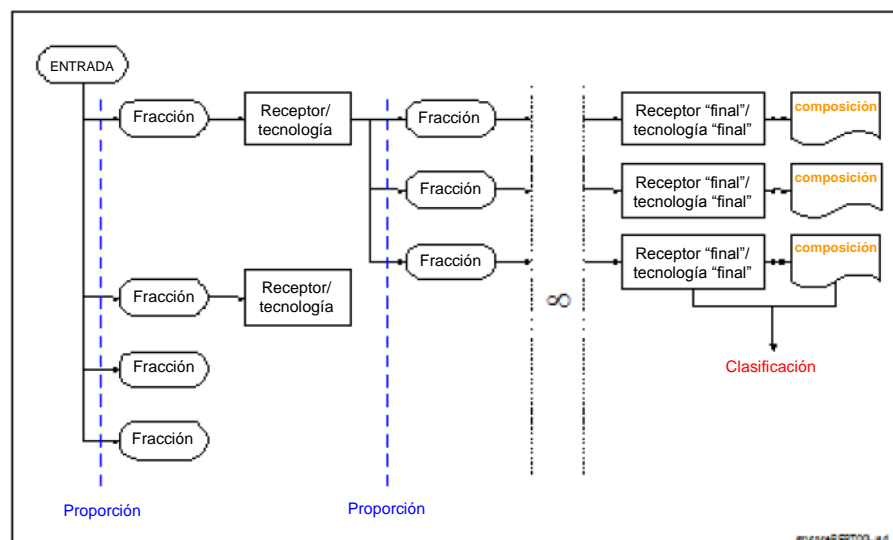 ENTRADA
Fracción
Receptor/
tecnología
Fracción
Receptor “final”/
tecnología “final”
composición
Fracción
Receptor “final”/
tecnología “final”
composición
Fracción
Receptor “final”/
tecnología “final”
composición
Fracción
Receptor/
tecnología
∞
Fracción
Clasificación
Fracción
Proporción
Proporción